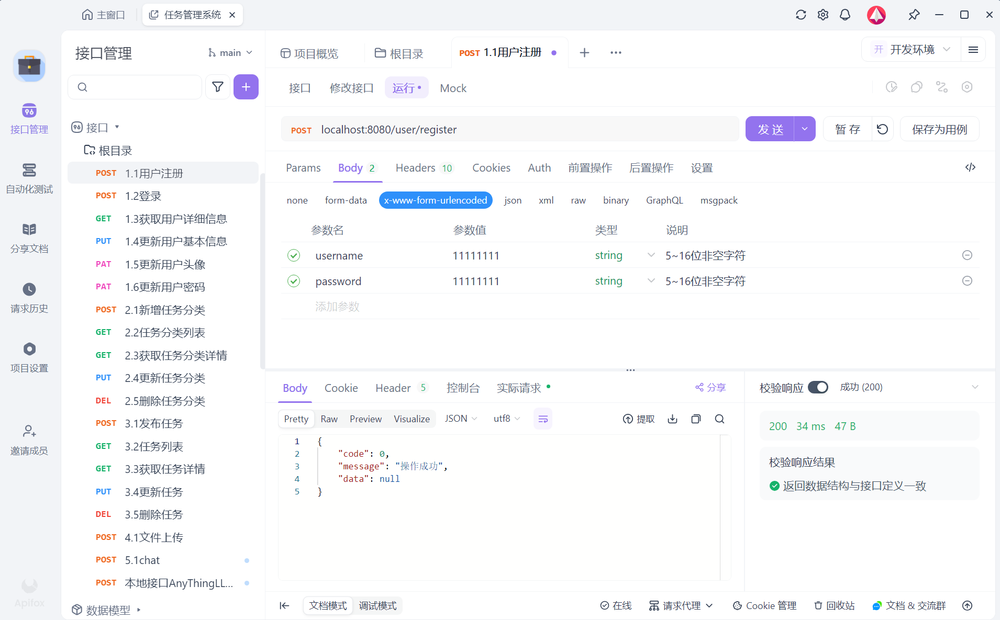 主窗口
任务管理系统
接口管理
main
接口管理
自动化测试
分享文档
请求历史
项目设置
邀请成员
Apifox
接口
根目录
POST 1.1用户注册
POST 1.2登录
GET 1.3获取用户详细信息
PUT 1.4更新用户基本信息
PAT 1.5更新用户头像
PAT 1.6更新用户密码
POST 2.1新增任务分类
GET 2.2任务分类列表
GET 2.3获取任务分类详情
PUT 2.4更新任务分类
DEL 2.5删除任务分类
POST 3.1发布任务
GET 3.2任务列表
GET 3.3获取任务详情
PUT 3.4更新任务
DEL 3.5删除任务
POST 4.1文件上传
POST 5.1chat
POST 本地接口AnyThingLL...
数据模型
项目概览
根目录
POST 1.1用户注册
开 开发环境
接口 修改接口 运行 Mock
POST localhost:8080/user/register
发送
暂存
保存为用例
Params Body 2 Headers 10 Cookies Auth 前置操作 后置操作 设置
none form-data x-www-form-urlencoded json xml raw binary GraphQL msgpack
参数名 参数值 类型 说明
username 11111111 string 5~16位非空字符
password 11111111 string 5~16位非空字符
添加参数
Body Cookie Header 5 控制台 实际请求 分享
Pretty Raw Preview Visualize JSON utf8 提取
1 {
2 "code": 0,
3 "message": "操作成功",
4 "data": null
5 }
校验响应 成功 (200)
200 34 ms 47 B
校验响应结果
返回数据结构与接口定义一致
文档模式 调试模式
在线 请求代理 Cookie 管理 回收站 文档 & 交流群